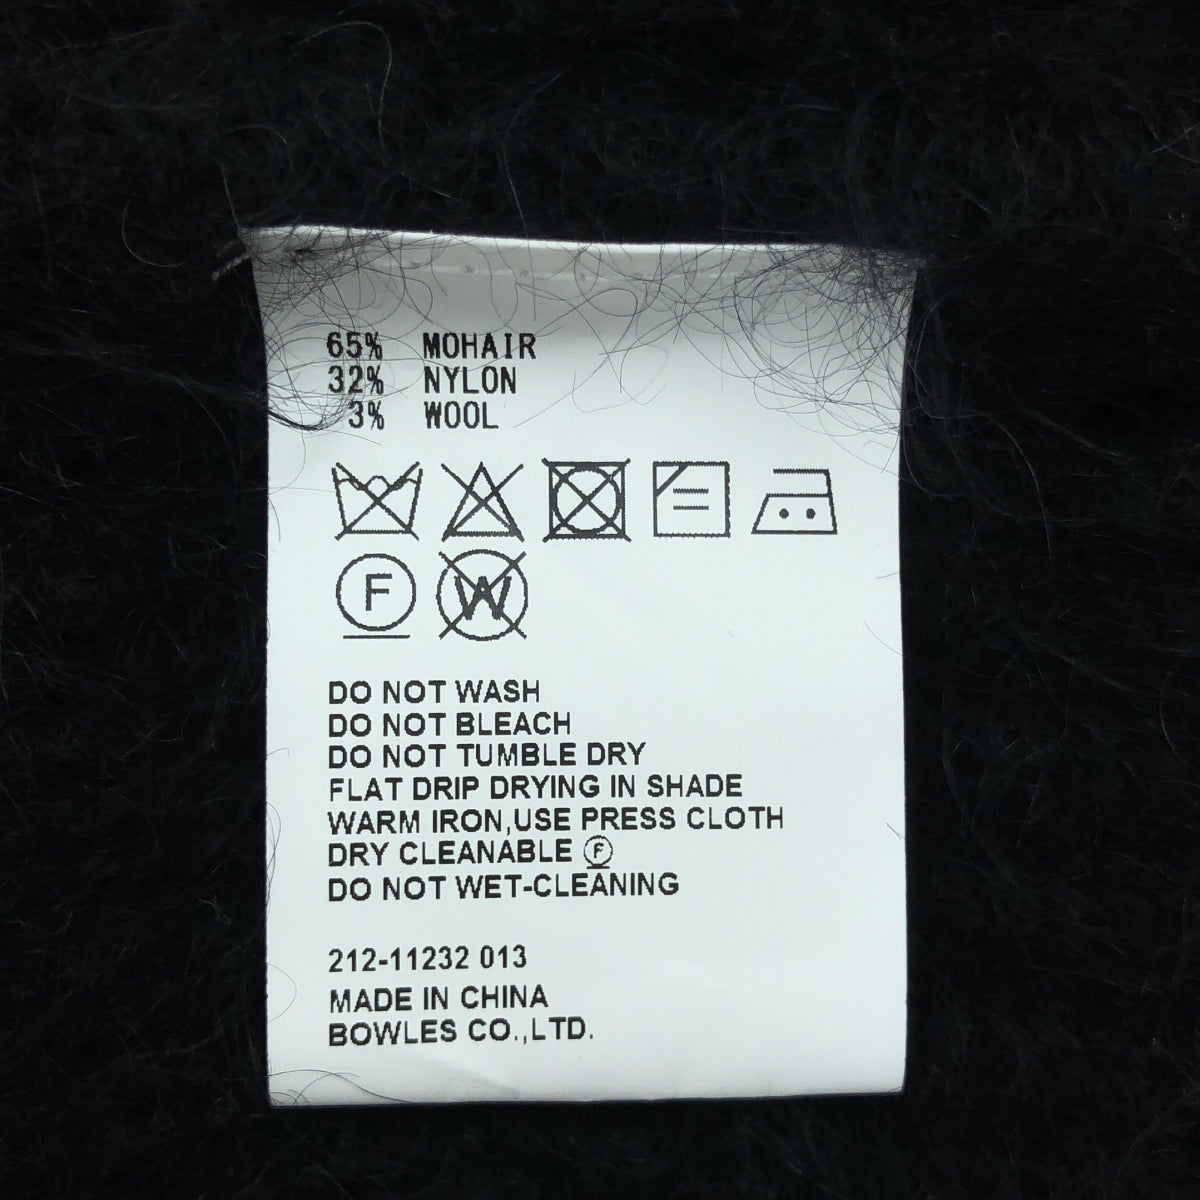 65% MOHAIR
32% NYLON
3% WOOL
F W
DO NOT WASH
DO NOT BLEACH
DO NOT TUMBLE DRY
FLAT DRIP DRYING IN SHADE
WARM IRON,USE PRESS CLOTH
DRY CLEANABLE Ⓕ
DO NOT WET-CLEANING
212-11232 013
MADE IN CHINA
BOWLES CO.,LTD.